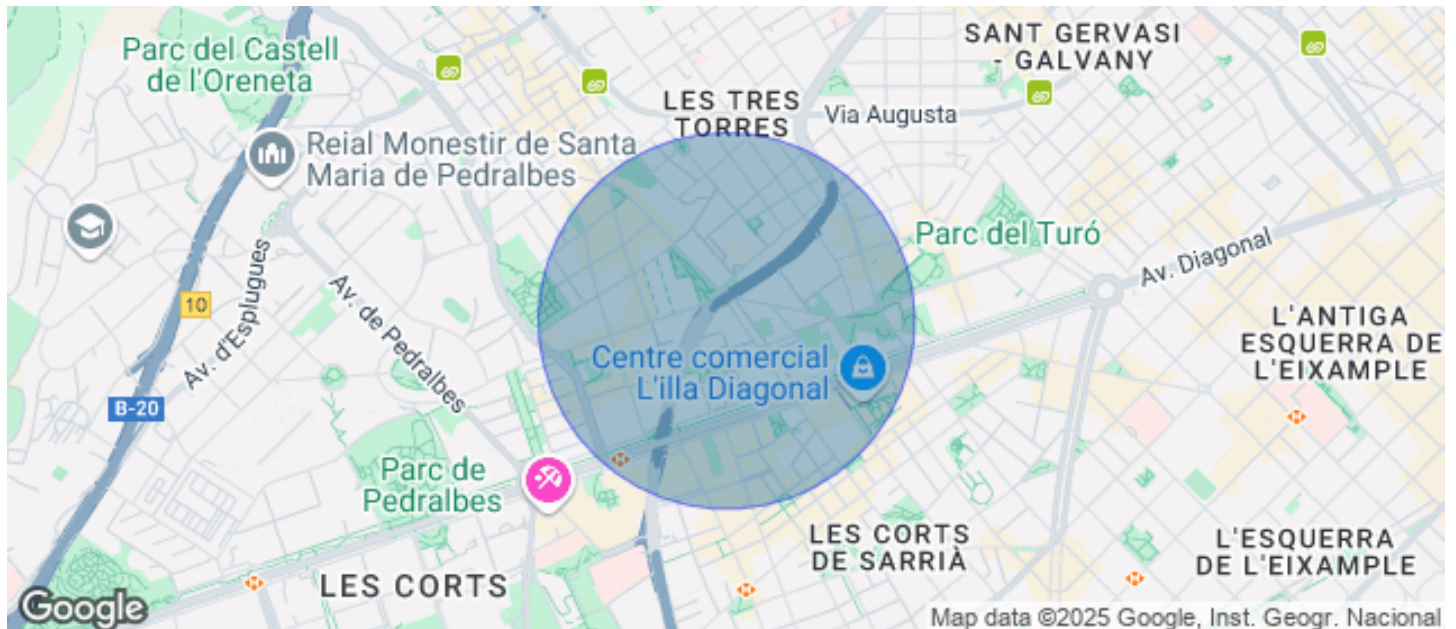 SANT GERVASI
- GALVANY
Parc del Castell
de l'Oreneta
LES TRES
TORRES
Via Augusta
Reial Monestir de Santa
Maria de Pedralbes
Parc del Turó
Av. Diagonal
10
Av. d'Esplugues
Av. de Pedralbes
L'ANTIGA
ESQUERRA DE
L'EIXAMPLE
Centre comercial
L'illa Diagonal
B-20
Parc de
Pedralbes
LES CORTS
DE SARRIÀ
L'ESQUERRA
DE L'EIXAMPLE
LES CORTS
Google
Map data ©2025 Google, Inst. Geogr. Nacional